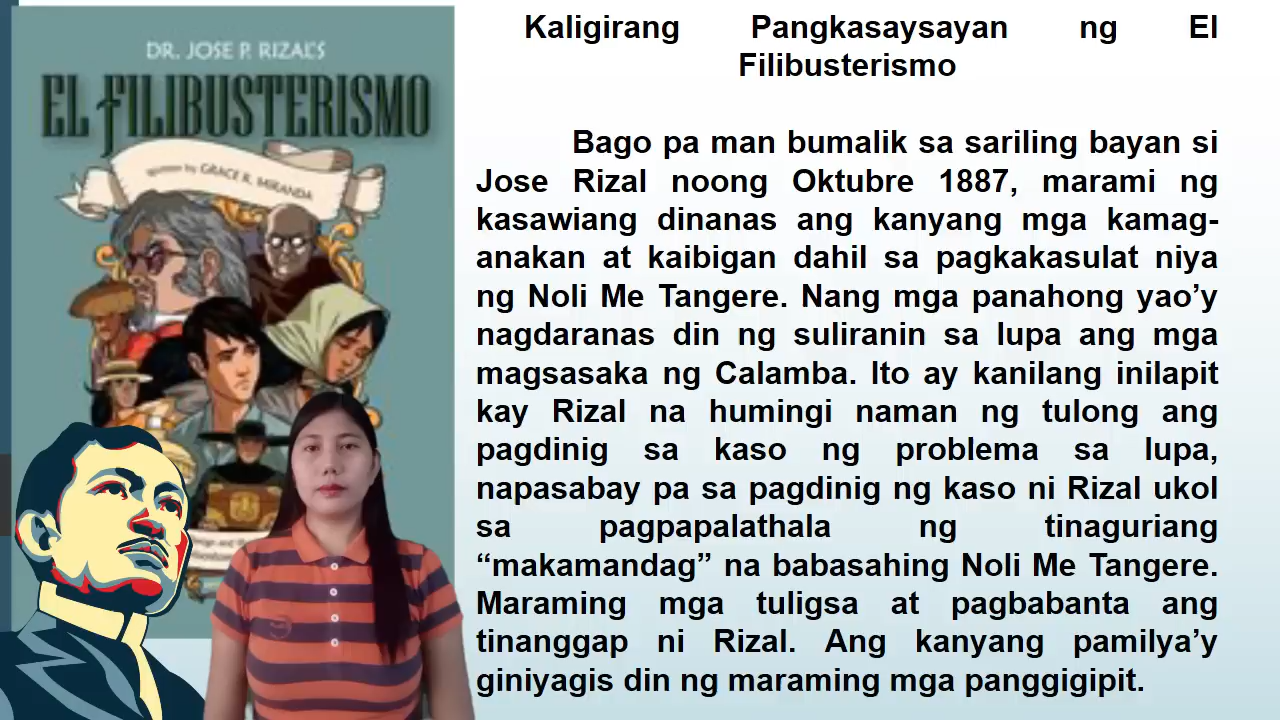 DR. JOSE P. RIZAL'S
EL FILIBUSTERISMO
written by GRACE R. MIRANDA
Kaligirang Pangkasaysayan ng El
Filibusterismo
Bago pa man bumalik sa sariling bayan si
Jose Rizal noong Oktubre 1887, marami ng
kasawiang dinanas ang kanyang mga kamag-
anakan at kaibigan dahil sa pagkakasulat niya
ng Noli Me Tangere. Nang mga panahong yao’y
nagdaranas din ng suliranin sa lupa ang mga
magsasaka ng Calamba. Ito ay kanilang inilapit
kay Rizal na humingi naman ng tulong ang
pagdinig sa kaso ng problema sa lupa,
napasabay pa sa pagdinig ng kaso ni Rizal ukol
sa pagpapalathala ng tinaguriang
“makamandag” na babasahing Noli Me Tangere.
Maraming mga tuligsa at pagbabanta ang
tinanggap ni Rizal. Ang kanyang pamilya’y
giniyagis din ng maraming mga panggigipit.